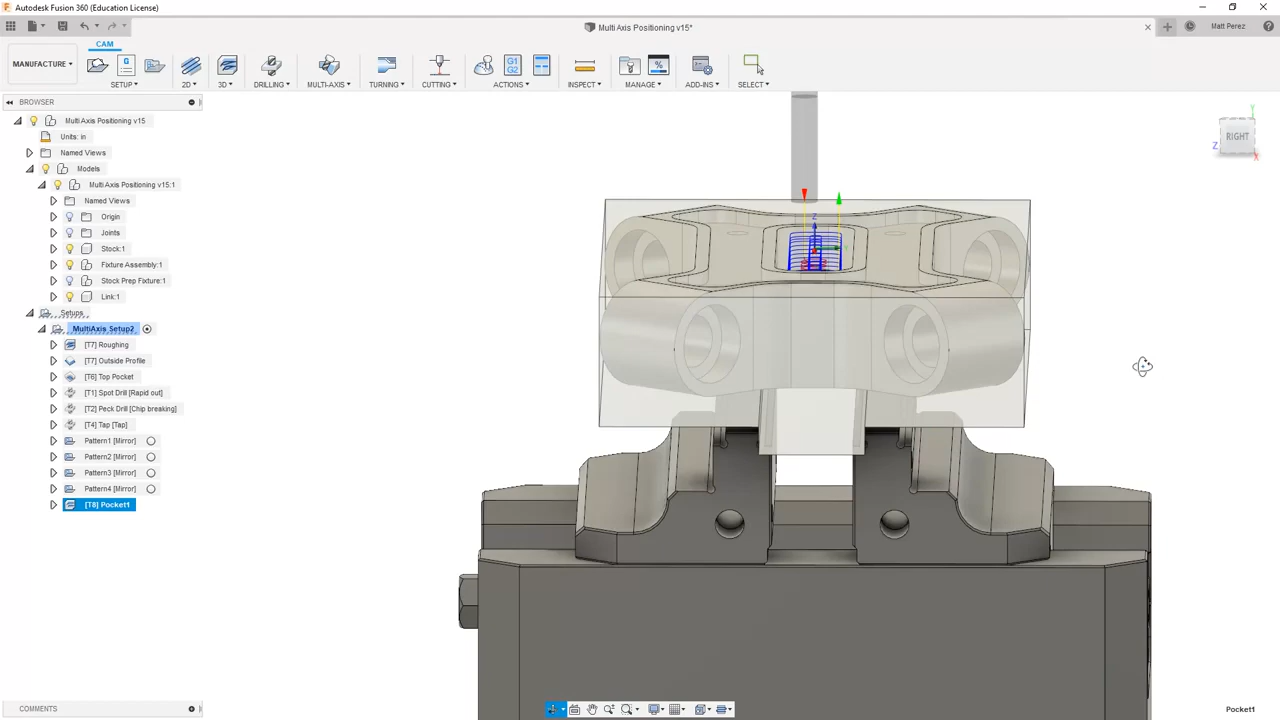 Autodesk Fusion 360 (Education License)
Multi Axis Positioning v15*
Matt Perez
CAM
MANUFACTURE
SETUP
2D
3D
DRILLING
MULTI-AXIS
TURNING
CUTTING
ACTIONS
INSPECT
MANAGE
ADD-INS
SELECT
G1
G2
BROWSER
Multi Axis Positioning v15
Units: in
Named Views
Models
Multi Axis Positioning v15:1
Named Views
Origin
Joints
Stock:1
Fixture Assembly:1
Stock Prep Fixture:1
Link:1
Setups
MultiAxis Setup2
[T7] Roughing
[T7] Outside Profile
[T6] Top Pocket
[T1] Spot Drill [Rapid out]
[T2] Peck Drill [Chip breaking]
[T4] Tap [Tap]
Pattern1 [Mirror]
Pattern2 [Mirror]
Pattern3 [Mirror]
Pattern4 [Mirror]
[T8] Pocket1
Y
RIGHT
Z
X
Z
COMMENTS
Pocket1